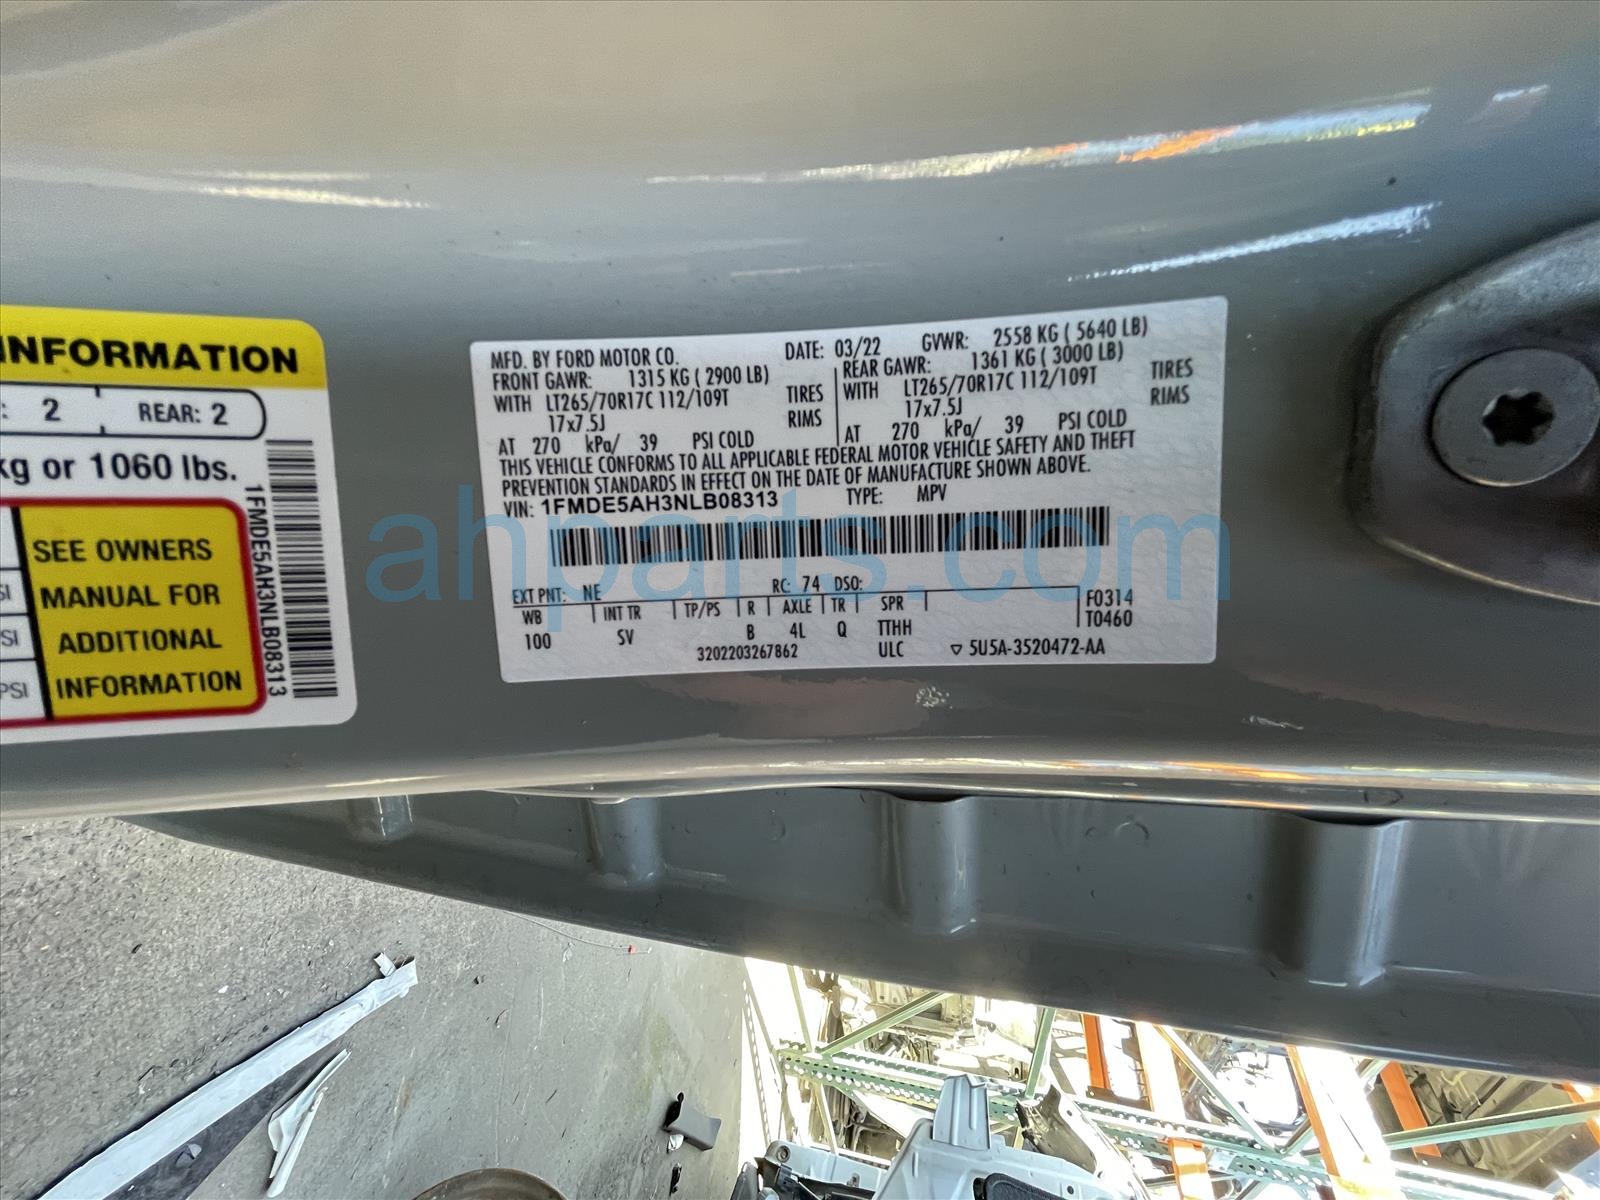 INFORMATION
: 2 REAR: 2
kg or 1060 lbs.
SEE OWNERS
MANUAL FOR
SI
ADDITIONAL
PSI
INFORMATION
PSI
1FMDE5AH3NLB08313
MFD. BY FORD MOTOR CO. DATE: 03/22 GVWR: 2558 KG ( 5640 LB)
FRONT GAWR: 1315 KG ( 2900 LB) REAR GAWR: 1361 KG ( 3000 LB)
WITH LT265/70R17C 112/109T TIRES WITH LT265/70R17C 112/109T TIRES
17x7.5J RIMS 17x7.5J RIMS
AT 270 kPa/ 39 PSI COLD AT 270 kPa/ 39 PSI COLD
THIS VEHICLE CONFORMS TO ALL APPLICABLE FEDERAL MOTOR VEHICLE SAFETY AND THEFT
PREVENTION STANDARDS IN EFFECT ON THE DATE OF MANUFACTURE SHOWN ABOVE.
VIN: 1FMDE5AH3NLB08313 TYPE: MPV
EXT PNT: NE RC: 74 DSO:
WB INT TR TP/PS R AXLE TR SPR F0314
100 SV B 4L Q TTHH T0460
3202203267862 ULC ▽ 5U5A-3520472-AA
ahparts.com